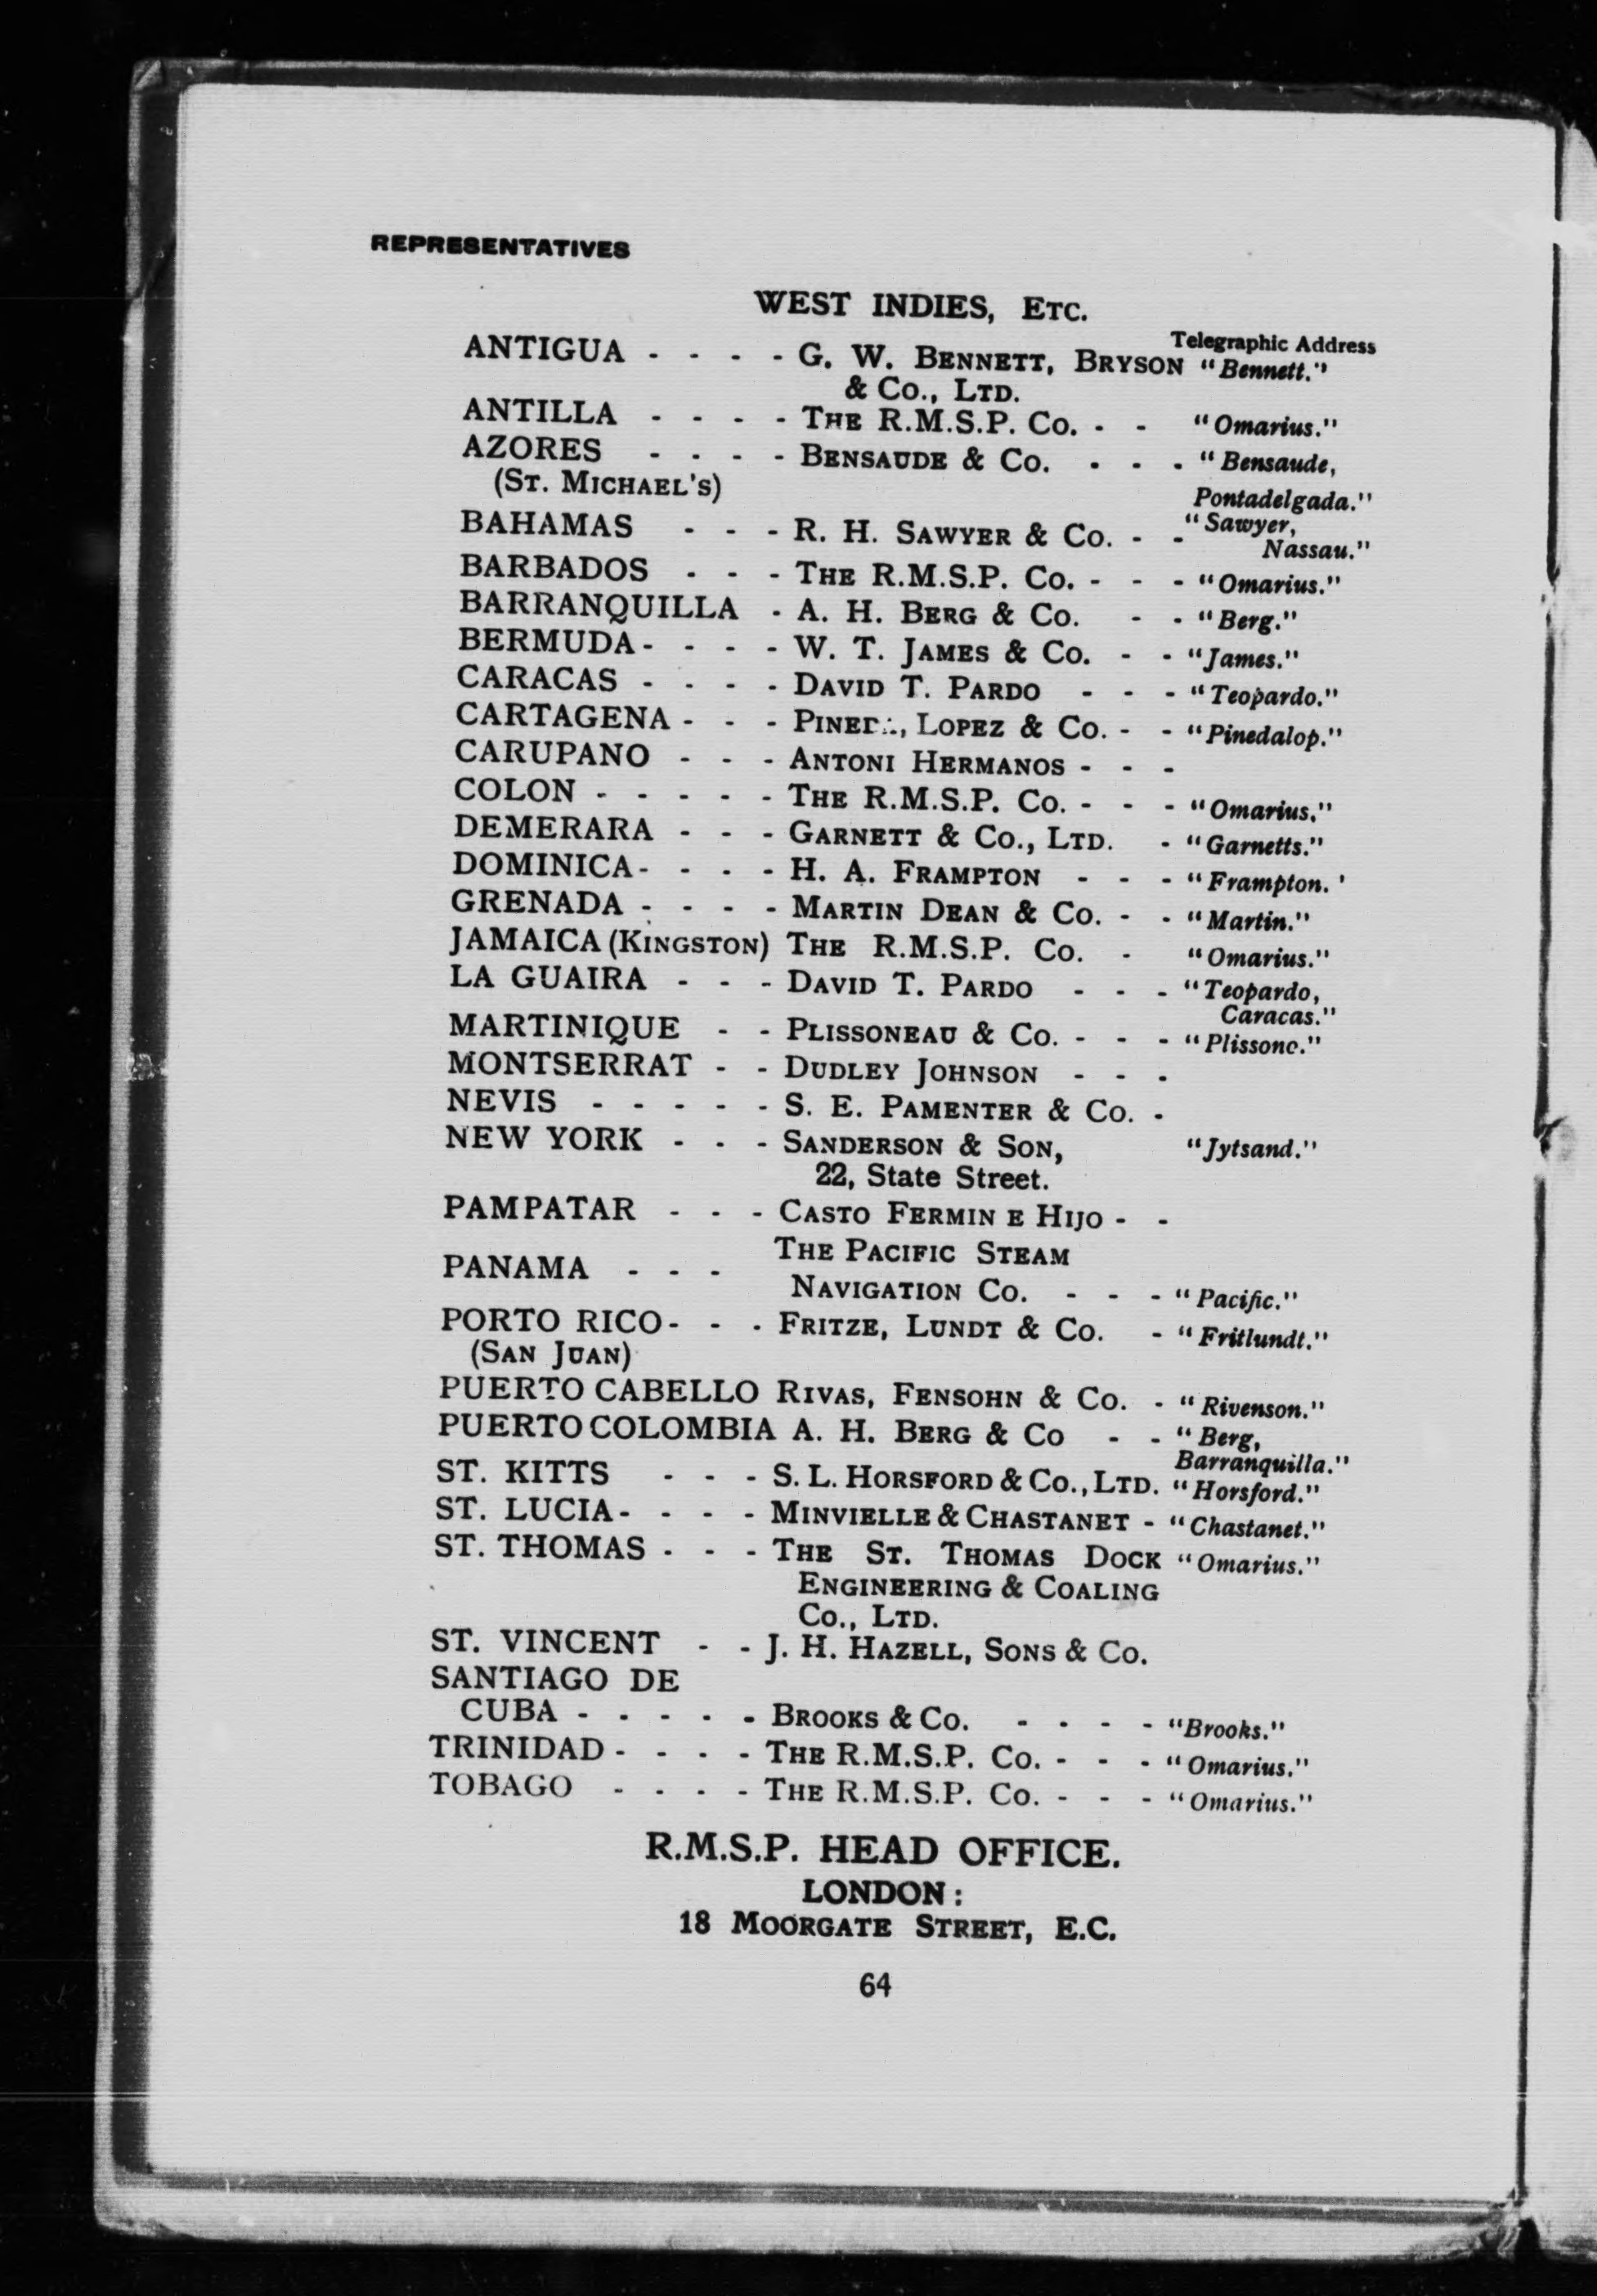 REPRESENTATIVES
WEST INDIES, ETC.
Telegraphic Address
ANTIGUA - - - - G. W. BENNETT, BRYSON "Bennett."
& CO., LTD.
ANTILLA - - - - THE R.M.S.P. CO. - - "Omarius."
AZORES - - - - BENSAUDE & CO. - - - "Bensaude,
(ST. MICHAEL'S) Pontadelgada."
BAHAMAS - - - R. H. SAWYER & CO. - - "Sawyer,
Nassau."
BARBADOS - - - THE R.M.S.P. CO. - - - "Omarius."
BARRANQUILLA - A. H. BERG & CO. - - "Berg."
BERMUDA - - - - W. T. JAMES & CO. - - "James."
CARACAS - - - - DAVID T. PARDO - - - "Teopardo."
CARTAGENA - - - LOPEZ & CO. - - "Pinedalop."
CARUPANO - - - ANTONI HERMANOS - - -
COLON - - - - - THE R.M.S.P. CO. - - - "Omarius."
DEMERARA - - - GARNETT & CO., LTD. - "Garnetts."
DOMINICA - - - - H. A. FRAMPTON - - - "Frampton.'
GRENADA - - - - MARTIN DEAN & CO. - - "Martin."
JAMAICA (KINGSTON) THE R.M.S.P. CO. - "Omarius."
LA GUAIRA - - - DAVID T. PARDO - - - "Teopardo,
Caracas."
MARTINIQUE - - PLISSONEAU & CO. - - - "Plissone."
MONTSERRAT - - DUDLEY JOHNSON - - -
NEVIS - - - - - S. E. PAMENTER & CO. -
NEW YORK - - - SANDERSON & SON, "Jytsand."
22, State Street.
PAMPATAR - - - CASTO FERMIN E HIJO - -
THE PACIFIC STEAM
PANAMA - - -
NAVIGATION CO. - - - "Pacific."
PORTO RICO - - - FRITZE, LUNDT & CO. - "Fritlundt."
(SAN JUAN)
PUERTO CABELLO RIVAS, FENSOHN & CO. - "Rivenson."
PUERTO COLOMBIA A. H. BERG & CO - - "Berg,
Barranquilla."
ST. KITTS - - - S. L. HORSFORD & CO., LTD. "Horsford."
ST. LUCIA - - - - MINVIELLE & CHASTANET - "Chastanet."
ST. THOMAS - - - THE ST. THOMAS DOCK "Omarius."
ENGINEERING & COALING
CO., LTD.
ST. VINCENT - - J. H. HAZELL, SONS & CO.
SANTIAGO DE
CUBA - - - - - BROOKS & CO. - - - - "Brooks."
TRINIDAD - - - - THE R.M.S.P. CO. - - - "Omarius."
TOBAGO - - - - THE R.M.S.P. CO. - - - "Omarius."
R.M.S.P. HEAD OFFICE.
LONDON:
18 MOORGATE STREET, E.C.
64